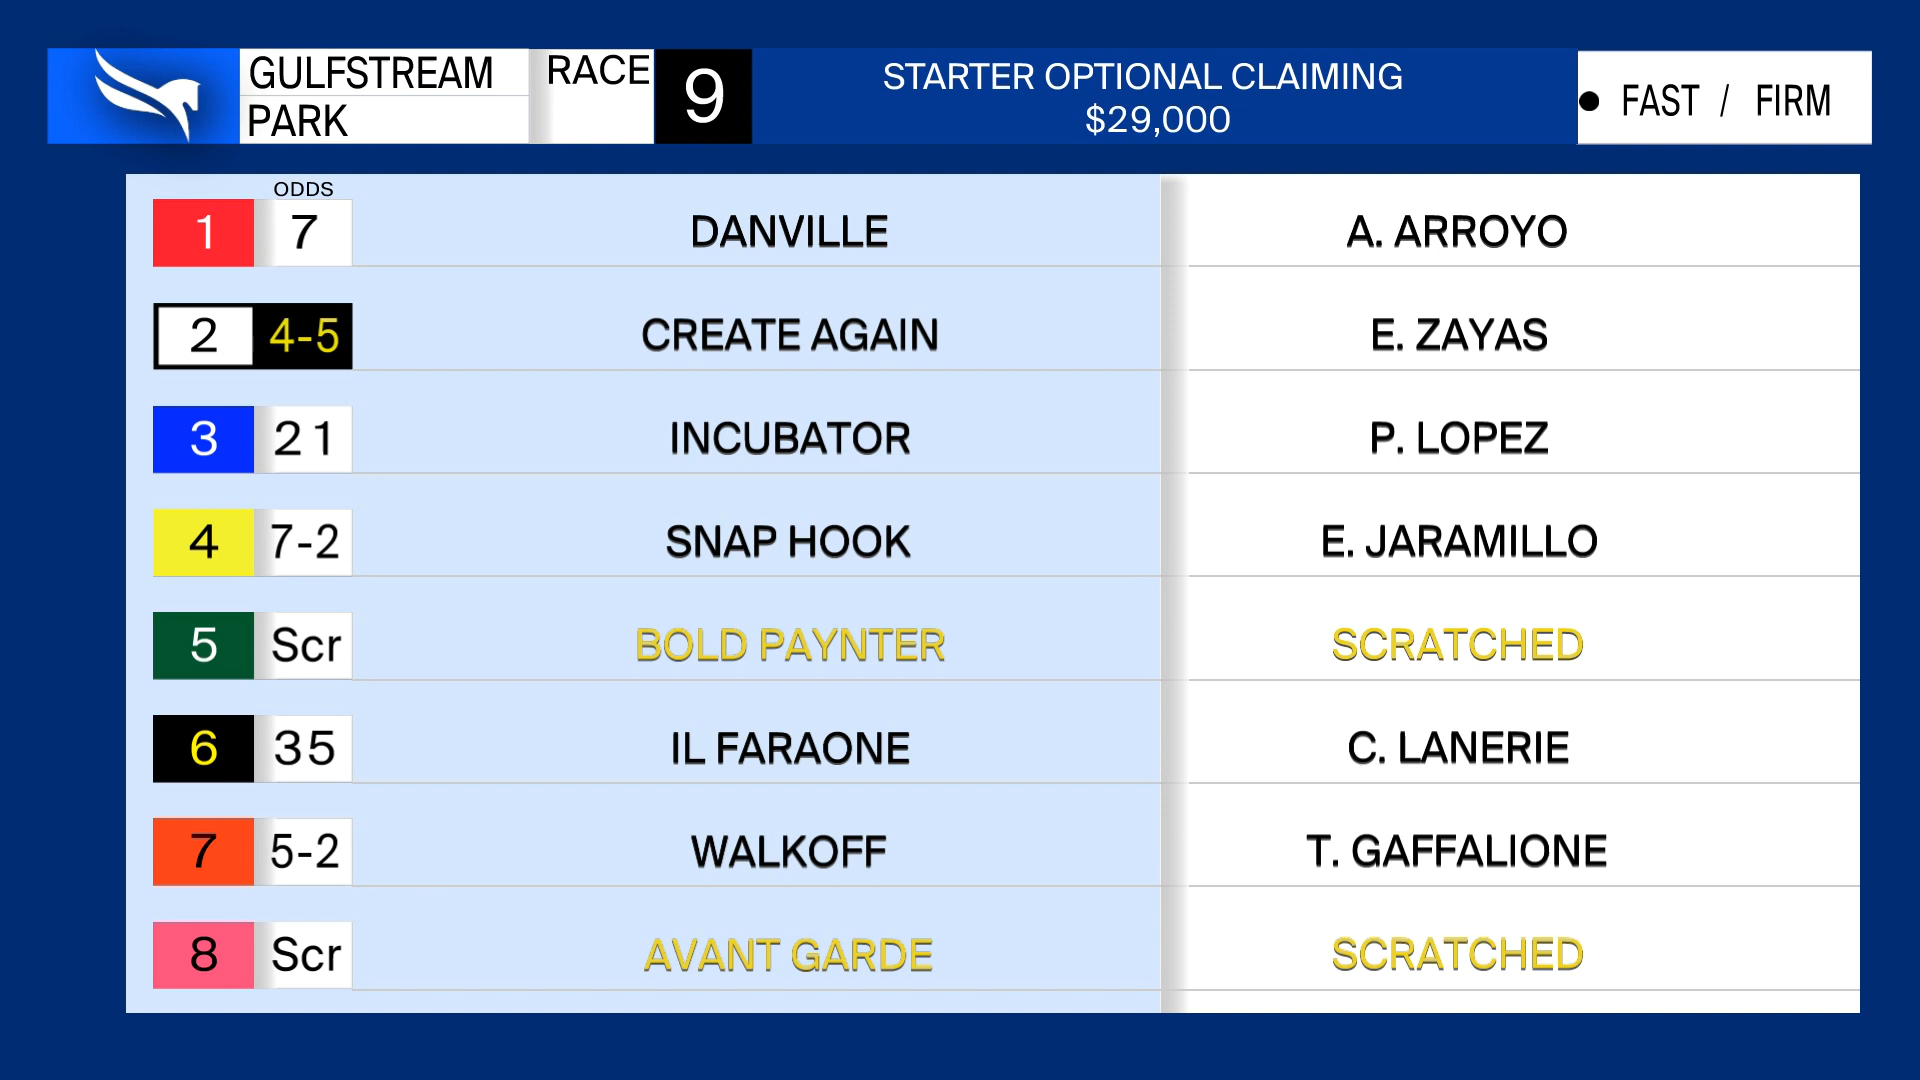 GULFSTREAM
PARK
RACE
9
STARTER OPTIONAL CLAIMING
$29,000
● FAST / FIRM
ODDS
1 7 DANVILLE A. ARROYO
2 4-5 CREATE AGAIN E. ZAYAS
3 21 INCUBATOR P. LOPEZ
4 7-2 SNAP HOOK E. JARAMILLO
5 Scr BOLD PAYNTER SCRATCHED
6 35 IL FARAONE C. LANERIE
7 5-2 WALKOFF T. GAFFALIONE
8 Scr AVANT GARDE SCRATCHED